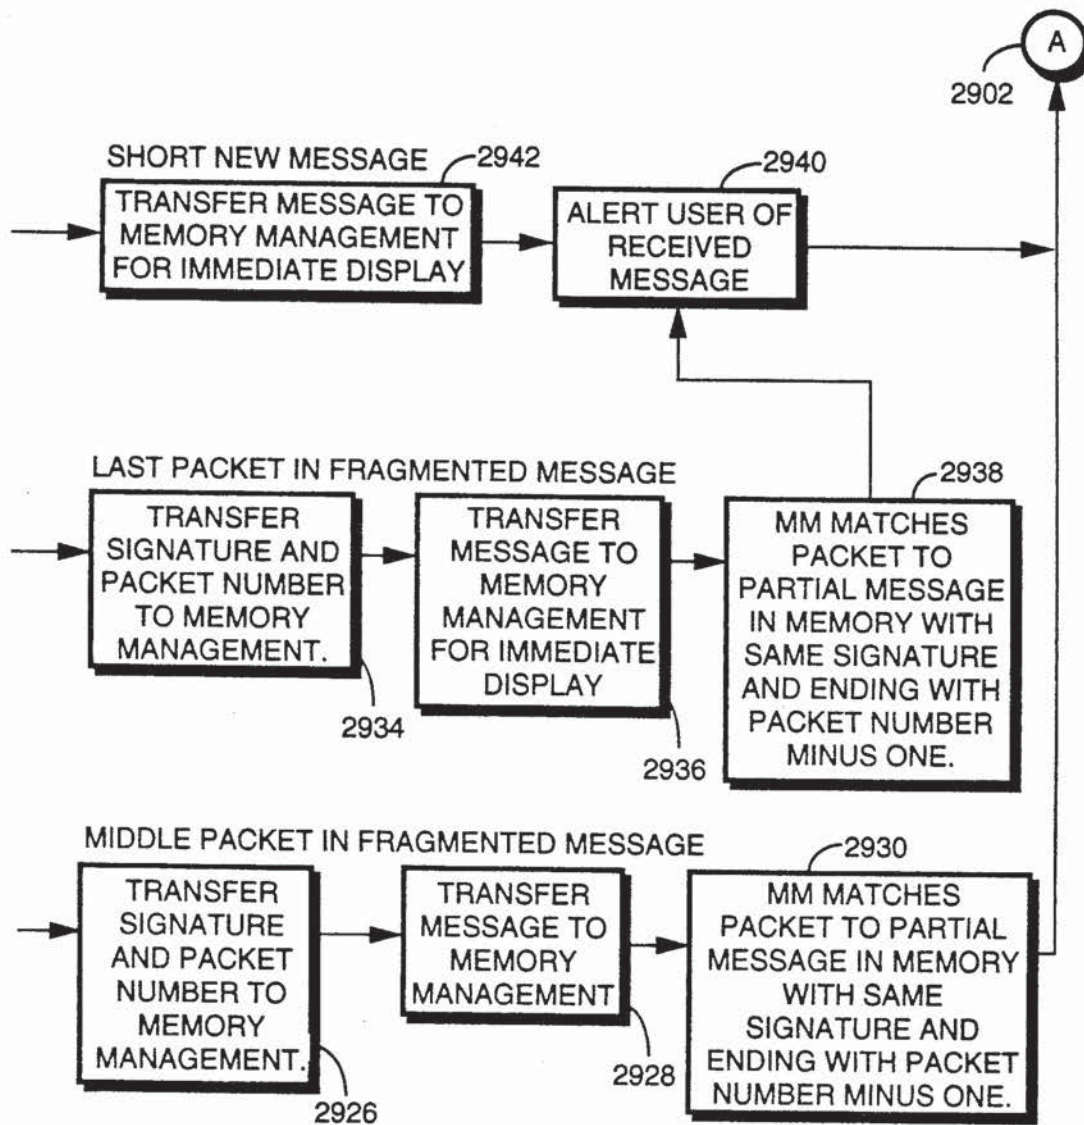 A
2902
SHORT NEW MESSAGE
2942
TRANSFER MESSAGE TO
MEMORY MANAGEMENT
FOR IMMEDIATE DISPLAY
2940
ALERT USER OF
RECEIVED
MESSAGE
LAST PACKET IN FRAGMENTED MESSAGE
TRANSFER
SIGNATURE AND
PACKET NUMBER
TO MEMORY
MANAGEMENT.
2934
TRANSFER
MESSAGE TO
MEMORY
MANAGEMENT
FOR IMMEDIATE
DISPLAY
2936
2938
MM MATCHES
PACKET TO
PARTIAL MESSAGE
IN MEMORY WITH
SAME SIGNATURE
AND ENDING WITH
PACKET NUMBER
MINUS ONE.
MIDDLE PACKET IN FRAGMENTED MESSAGE
TRANSFER
SIGNATURE
AND PACKET
NUMBER TO
MEMORY
MANAGEMENT.
2926
TRANSFER
MESSAGE TO
MEMORY
MANAGEMENT
2928
2930
MM MATCHES
PACKET TO PARTIAL
MESSAGE IN MEMORY
WITH SAME
SIGNATURE AND
ENDING WITH PACKET
NUMBER MINUS ONE.